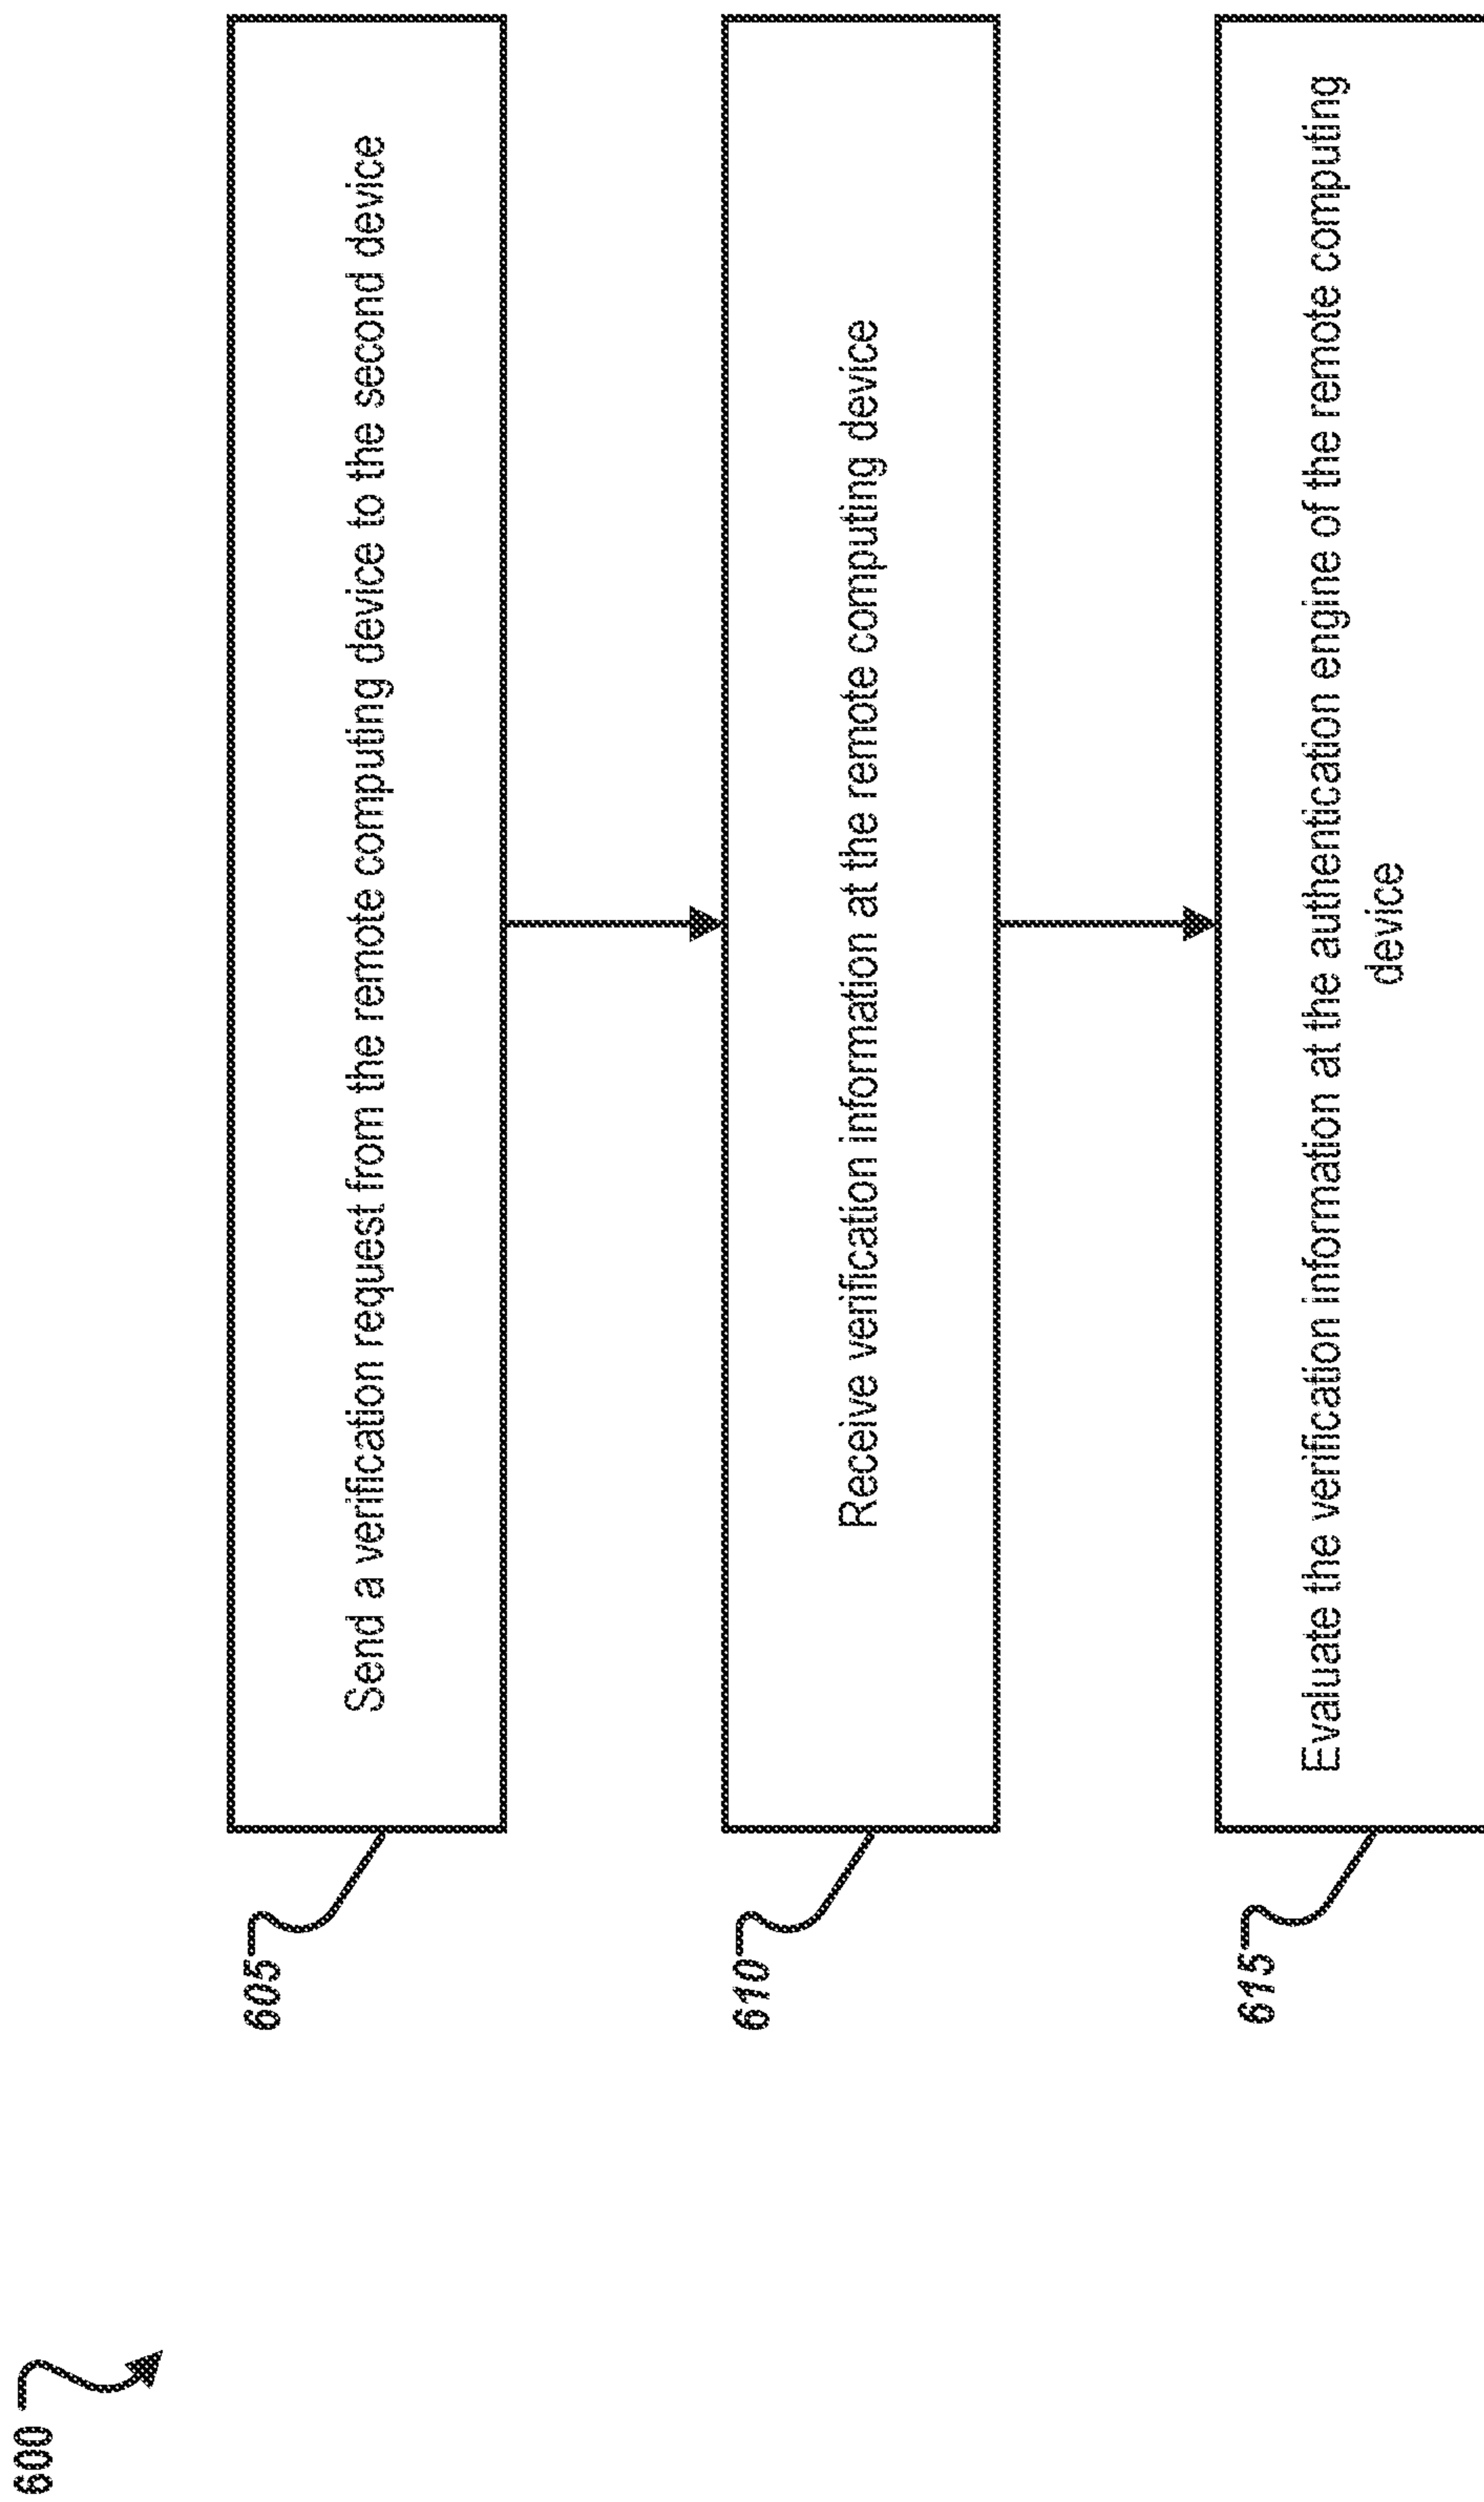 600
605
Send a verification request from the remote computing device to the second device
610
Receive verification information at the remote computing device
615
Evaluate the verification information at the authentication engine of the remote computing
device